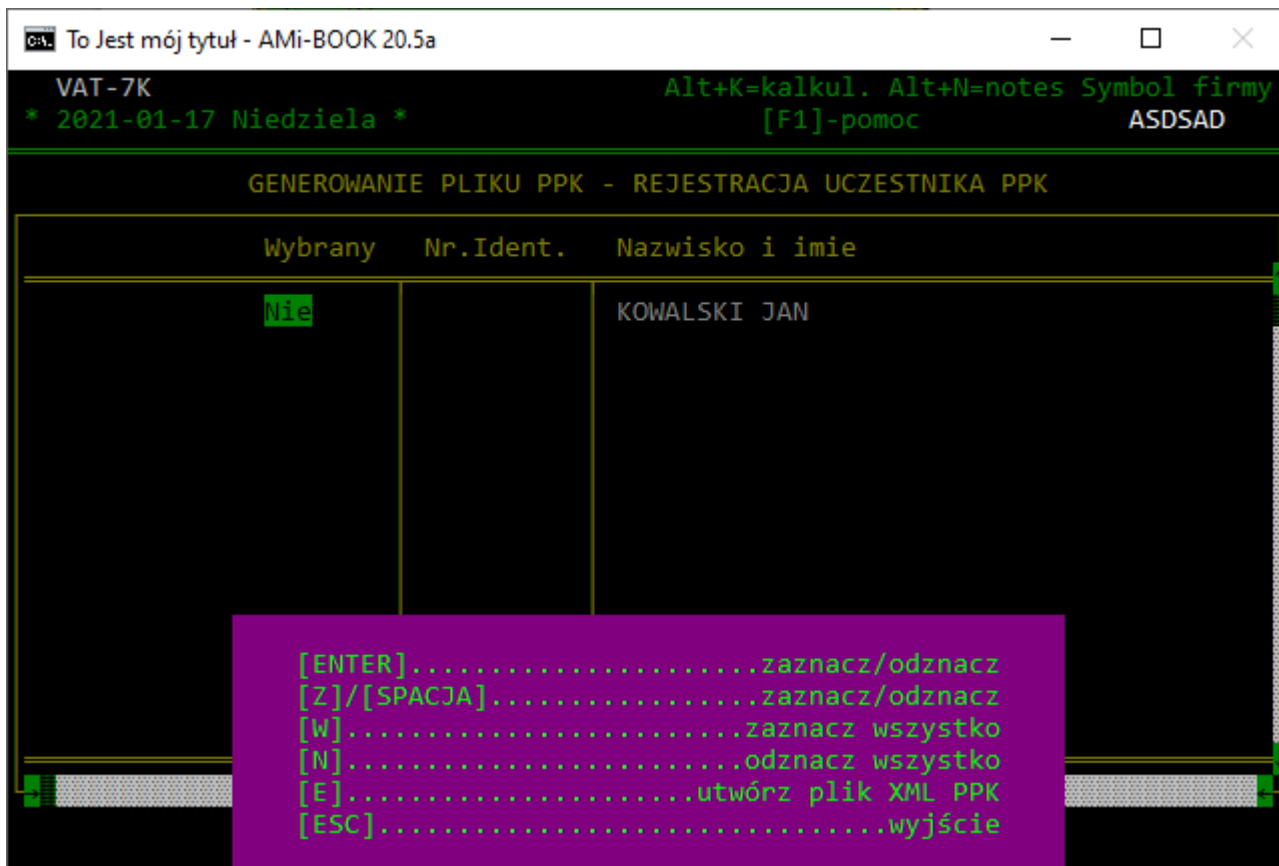 To Jest mój tytuł - AMi-BOOK 20.5a
VAT-7K Alt+K=kalkul. Alt+N=notes Symbol firmy
* 2021-01-17 Niedziela * [F1]-pomoc ASDSAD
GENEROWANIE PLIKU PPK - REJESTRACJA UCZESTNIKA PPK
Wybrany Nr.Ident. Nazwisko i imie
Nie KOWALSKI JAN
[ENTER]......................zaznacz/odznacz
[Z]/[SPACJA].................zaznacz/odznacz
[W].........................zaznacz wszystko
[N].........................odznacz wszystko
[E]......................utwórz plik XML PPK
[ESC]................................wyjście